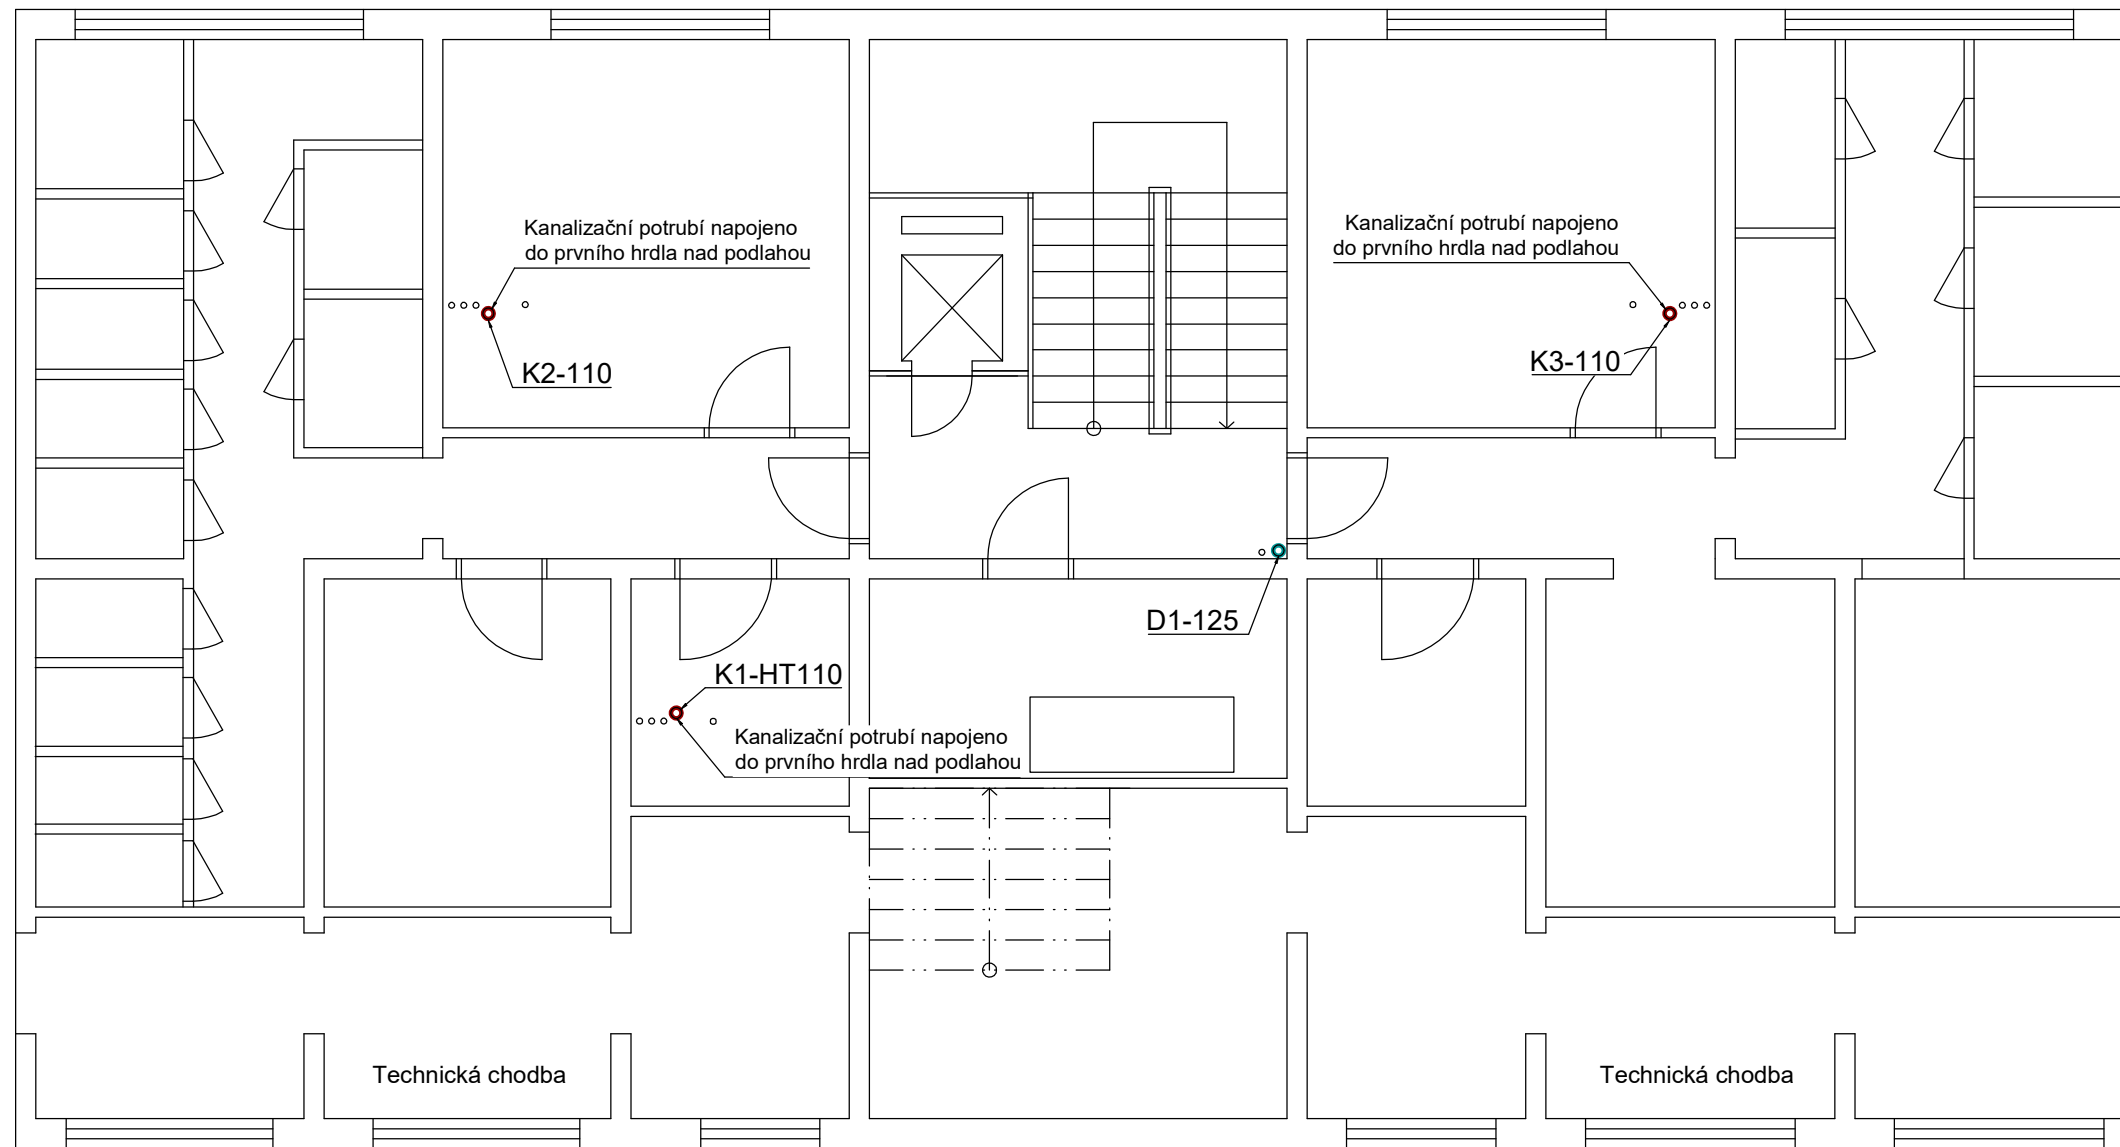 Kanalizační potrubí napojeno
do prvního hrdla nad podlahou
Kanalizační potrubí napojeno
do prvního hrdla nad podlahou
K2-110
K3-110
D1-125
K1-HT110
Kanalizační potrubí napojeno
do prvního hrdla nad podlahou
Technická chodba
Technická chodba